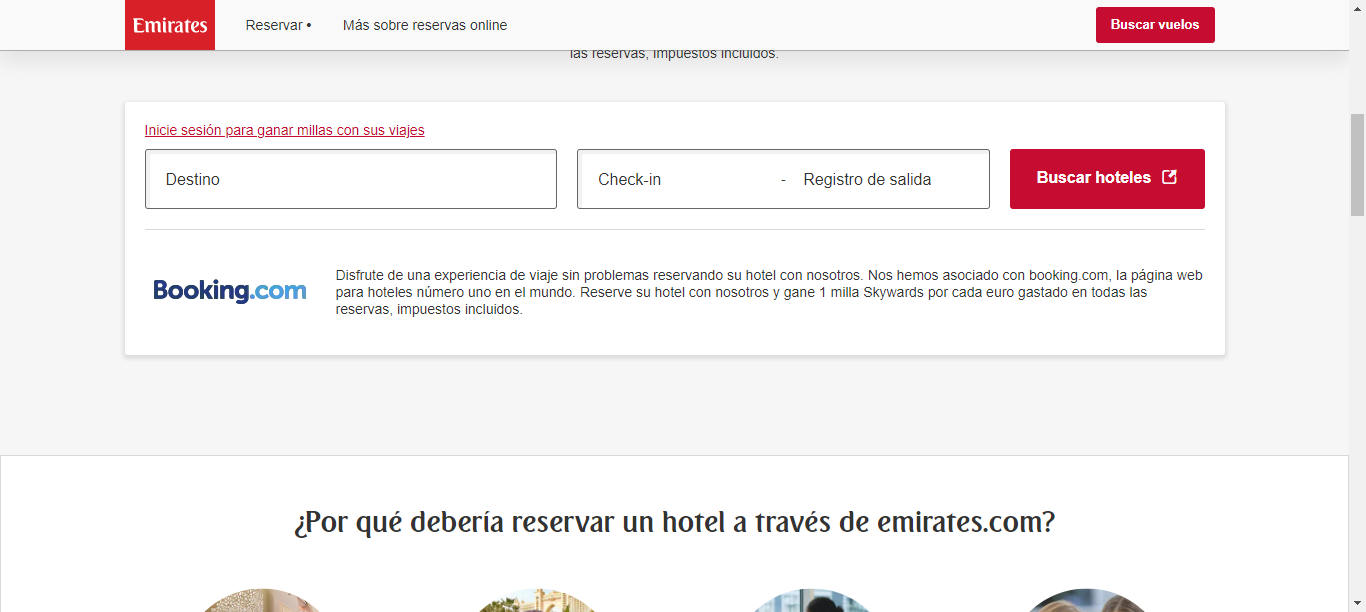 Emirates
Reservar •
Más sobre reservas online
Buscar vuelos
las reservas, impuestos incluidos.
Inicie sesión para ganar millas con sus viajes
Destino
Check-in - Registro de salida
Buscar hoteles
Booking.com
Disfrute de una experiencia de viaje sin problemas reservando su hotel con nosotros. Nos hemos asociado con booking.com, la página web
para hoteles número uno en el mundo. Reserve su hotel con nosotros y gane 1 milla Skywards por cada euro gastado en todas las
reservas, impuestos incluidos.
¿Por qué debería reservar un hotel a través de emirates.com?